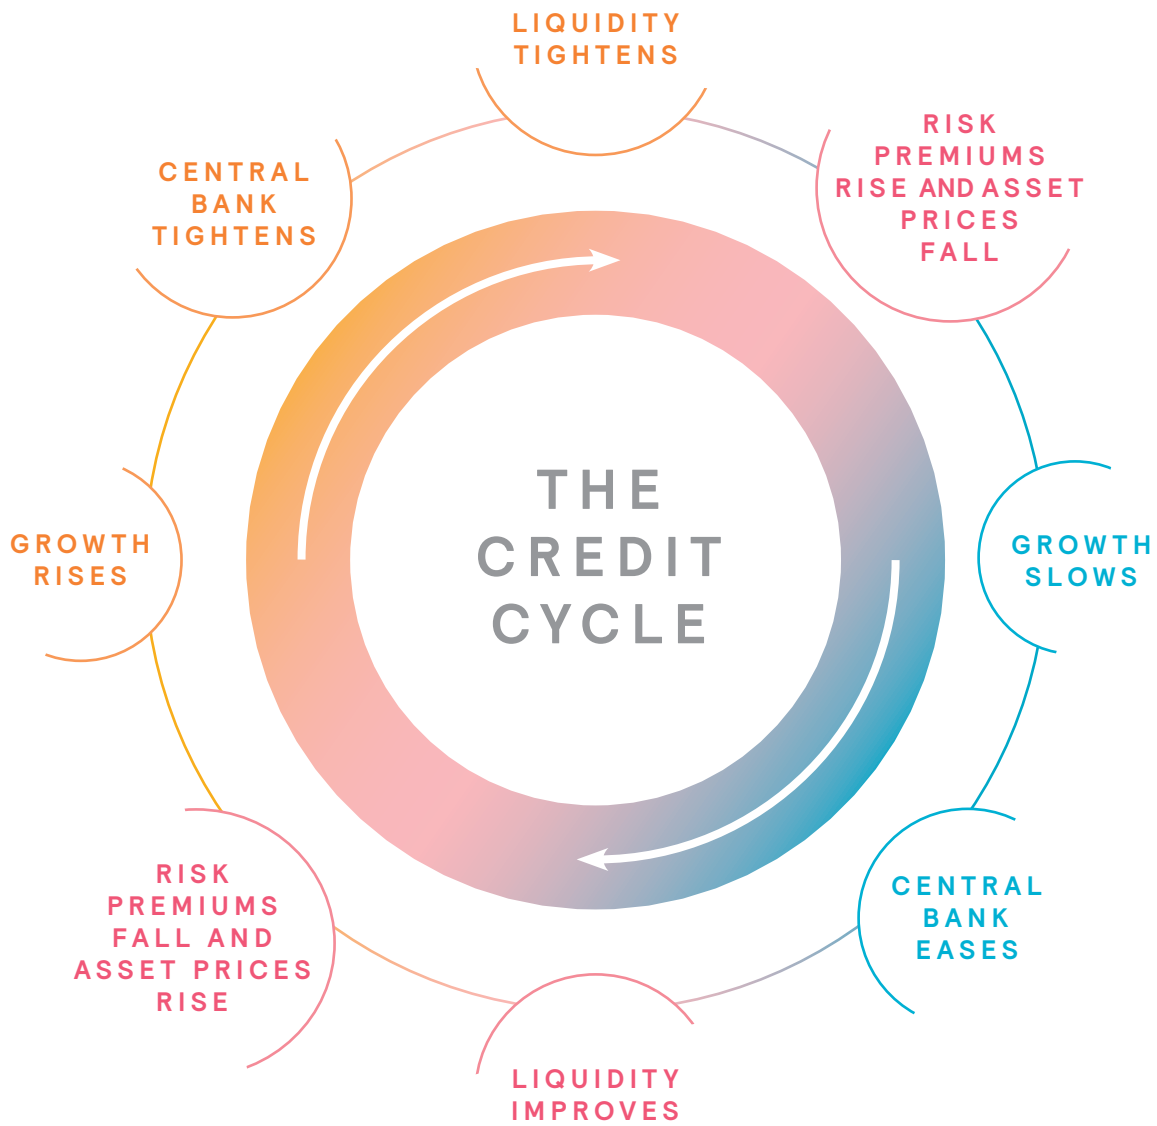 LIQUIDITY
TIGHTENS
RISK
PREMIUMS
RISE AND ASSET
PRICES
FALL
GROWTH
SLOWS
CENTRAL
BANK
EASES
LIQUIDITY
IMPROVES
RISK
PREMIUMS
FALL AND
ASSET PRICES
RISE
GROWTH
RISES
CENTRAL
BANK
TIGHTENS
THE
CREDIT
CYCLE